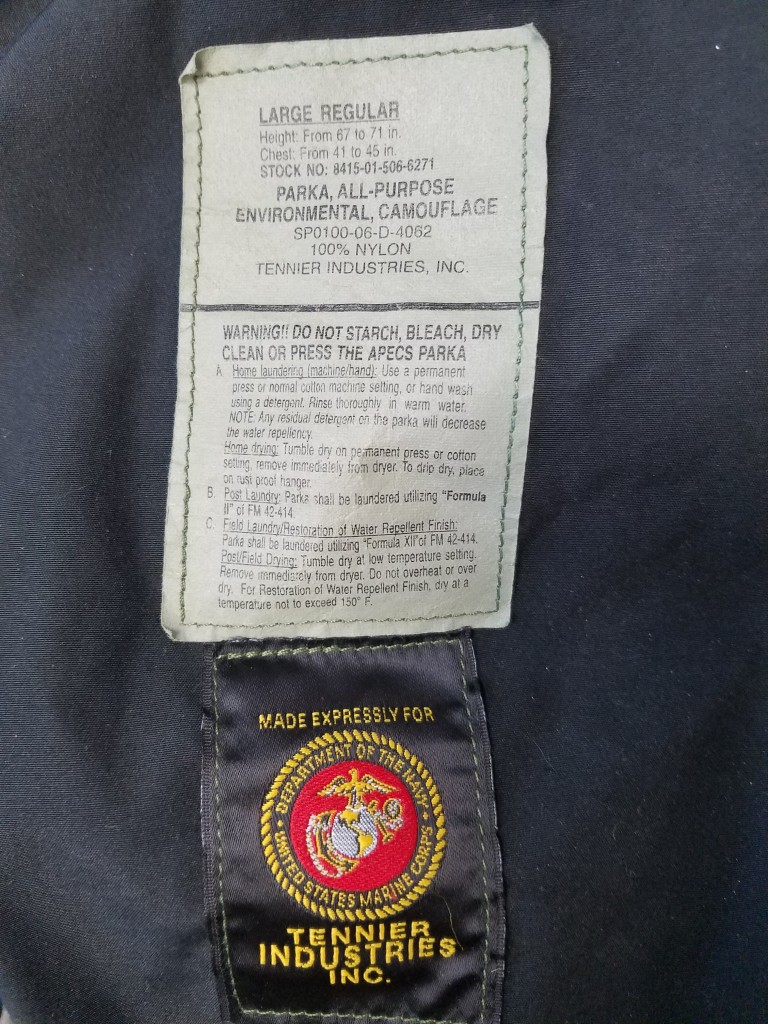 LARGE REGULAR
Height: From 67 to 71 in.
Chest: From 41 to 45 in.
STOCK NO: 8415-01-506-6271
PARKA, ALL-PURPOSE
ENVIRONMENTAL, CAMOUFLAGE
SP0100-06-D-4062
100% NYLON
TENNIER INDUSTRIES, INC.
WARNING!! DO NOT STARCH, BLEACH, DRY
CLEAN OR PRESS THE APECS PARKA
A. Home laundering (machine/hand): Use a permanent
press or normal cotton machine setting, or hand wash
using a detergent. Rinse thoroughly in warm water.
NOTE: Any residual detergent on the parka will decrease
the water repellency.
Home drying: Tumble dry on permanent press or cotton
setting, remove immediately from dryer. To drip dry, place
on rust proof hanger.
B. Post Laundry: Parka shall be laundered utilizing "Formula
II" of FM 42-414.
C. Field Laundry/Restoration of Water Repellent Finish:
Parka shall be laundered utilizing "Formula XII"of FM 42-414.
Post/Field Drying: Tumble dry at low temperature setting.
Remove immediately from dryer. Do not overheat or over
dry. For Restoration of Water Repellent Finish, dry at a
temperature not to exceed 150° F.
MADE EXPRESSLY FOR
DEPARTMENT OF THE NAVY
UNITED STATES MARINE CORPS
TENNIER
INDUSTRIES
INC.